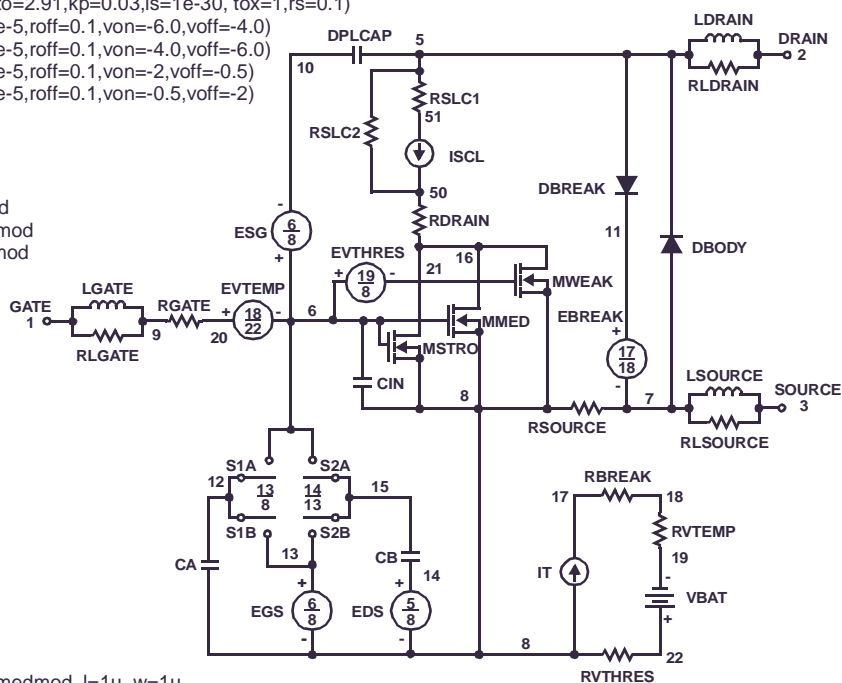 to=2.91,kp=0.03,is=1e-30, tox=1,rs=0.1)
e-5,roff=0.1,von=-6.0,voff=-4.0)
e-5,roff=0.1,von=-4.0,voff=-6.0)
e-5,roff=0.1,von=-2,voff=-0.5)
e-5,roff=0.1,von=-0.5,voff=-2)
LDRAIN
DPLCAP
5
DRAIN
2
10
RLDRAIN
RSLC1
51
RSLC2
ISCL
50
d
mod
mod
RDRAIN
DBREAK
11
DBODY
-
ESG
6
8
+
EVTHRES
+
19
8
-
21
16
MWEAK
LGATE
GATE
1
RLGATE
9
RGATE
20
EVTEMP
+
18
22
-
6
MMED
MSTRO
EBREAK
+
17
18
-
CIN
8
RSOURCE
7
LSOURCE
SOURCE
3
RLSOURCE
S1A
S2A
12
13
8
14
13
15
S1B
S2B
13
CA
CB
14
+
EGS
6
8
-
+
EDS
5
8
-
8
17
RBREAK
18
RVTEMP
19
IT
-
VBAT
+
22
RVTHRES
medmod l=1u w=1u